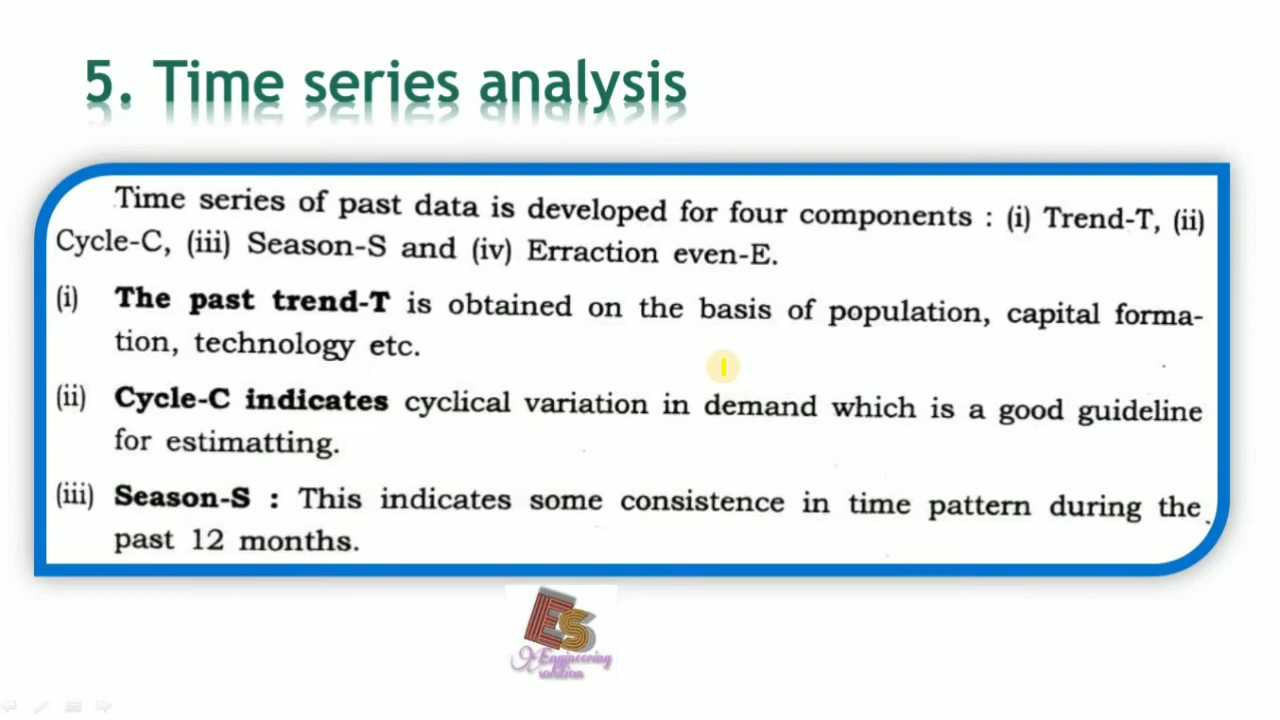 5. Time series analysis
Time series of past data is developed for four components : (i) Trend-T, (ii)
Cycle-C, (iii) Season-S and (iv) Erraction even-E.
(i) The past trend-T is obtained on the basis of population, capital forma-
tion, technology etc.
(ii) Cycle-C indicates cyclical variation in demand which is a good guideline
for estimatting.
(iii) Season-S : This indicates some consistence in time pattern during the
past 12 months.
ES
Engineering
solution